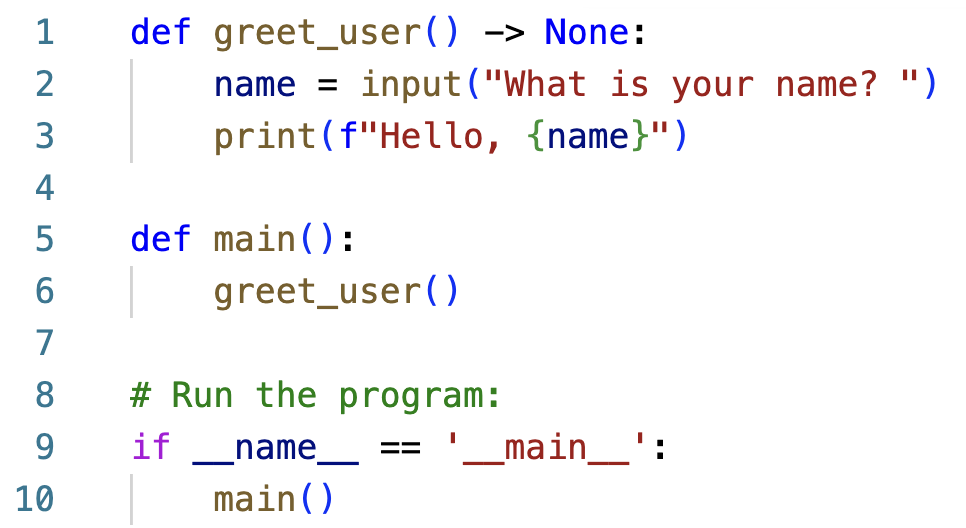 1 def greet_user() -> None:
2     name = input("What is your name? ")
3     print(f"Hello, {name}")
4
5 def main():
6     greet_user()
7
8 # Run the program:
9 if __name__ == '__main__':
10     main()